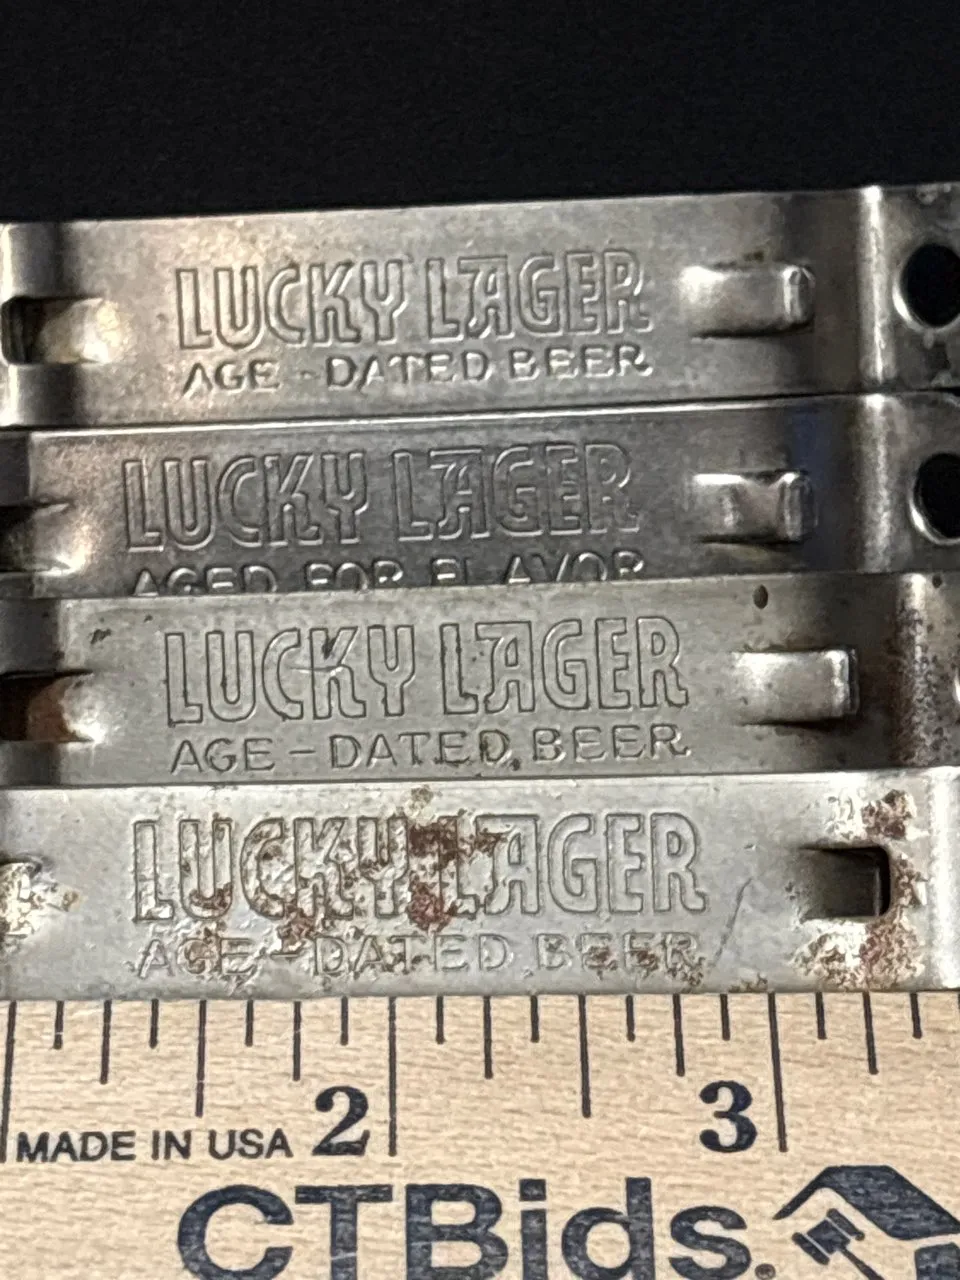 LUCKY LAGER
AGE - DATED BEER
LUCKY LAGER
AGED FOR FLAVOR
LUCKY LAGER
AGE - DATED BEER
LUCKY LAGER
AGE - DATED BEER
2 3
MADE IN USA
CTBids.